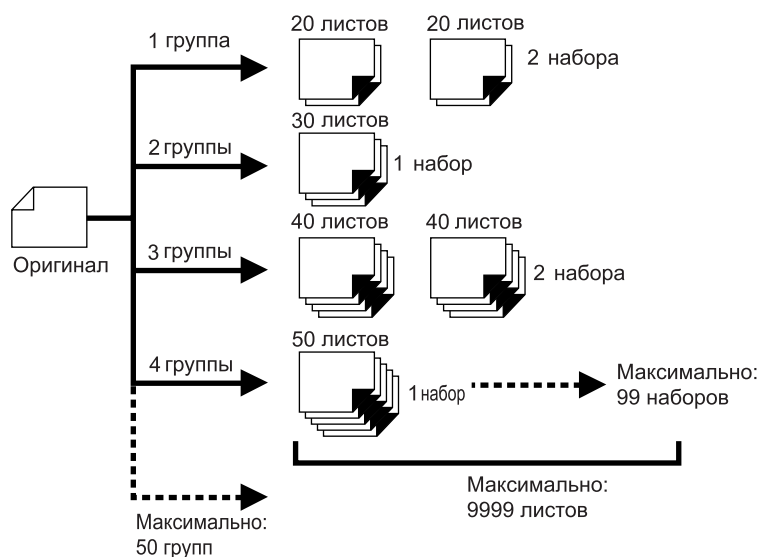 20 листов
20 листов
1 группа
2 набора
30 листов
2 группы
1 набор
40 листов
40 листов
3 группы
2 набора
Оригинал
50 листов
4 группы
1 набор
Максимально:
99 наборов
Максимально:
9999 листов
Максимально:
50 групп